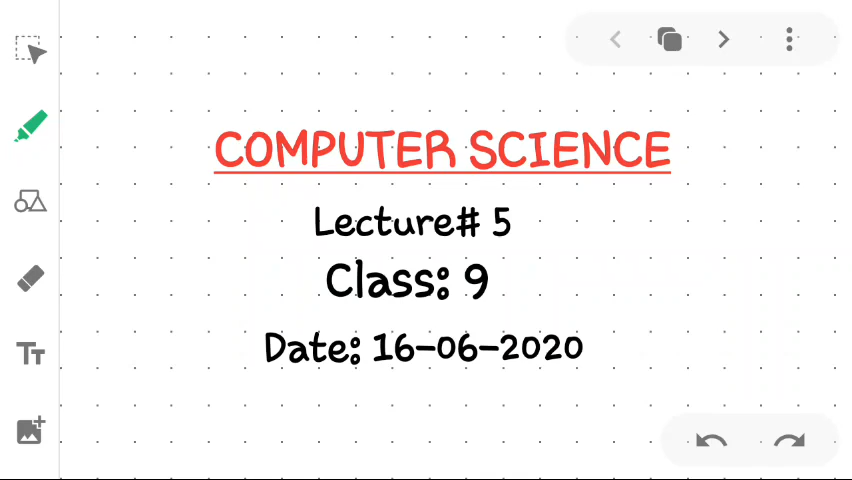 COMPUTER SCIENCE
Lecture# 5
Class: 9
Date: 16-06-2020